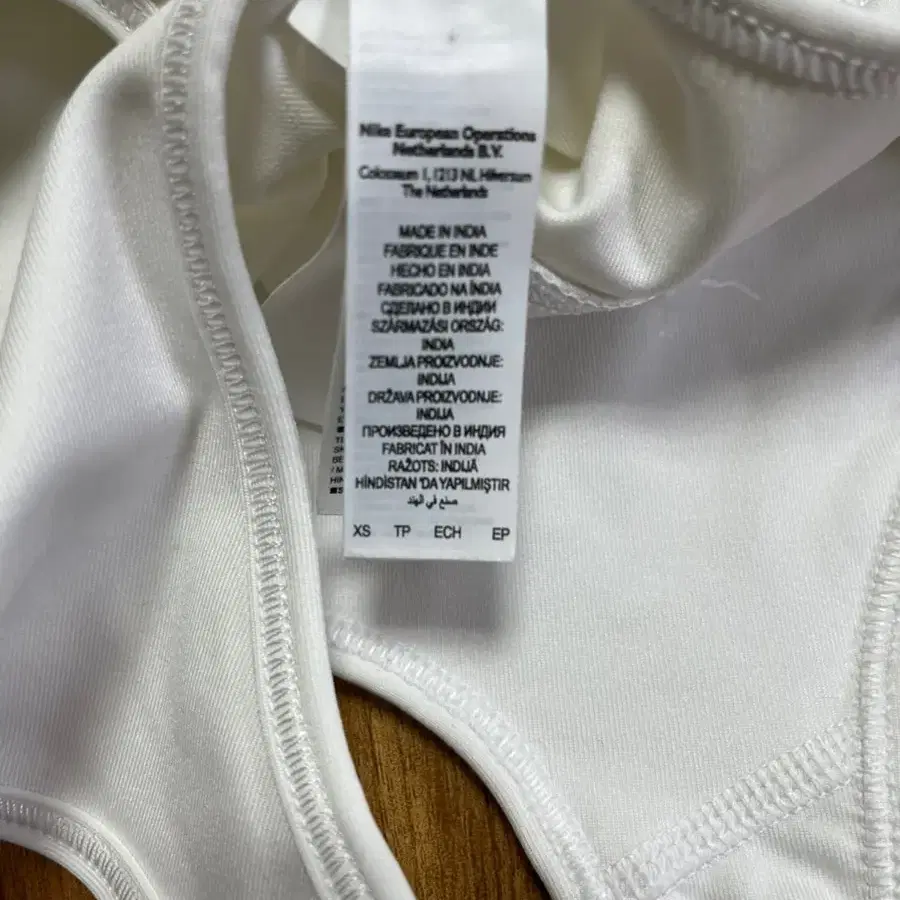 Nike European Operations
Netherlands B.V.
Colosseum 1, 1213 NL Hilversum
The Netherlands
MADE IN INDIA
FABRIQUE EN INDE
HECHO EN INDIA
FABRICADO NA ÍNDIA
СДЕЛАНО В ИНДИИ
SZÁRMAZÁSI ORSZÁG:
INDIA
ZEMLJA PROIZVODNJE:
INDIJA
DRŽAVA PROIZVODNJE:
INDIJA
ПРОИЗВЕДЕНО В ИНДИЯ
FABRICAT ÎN INDIA
RAŽOTS: INDIJĀ
HİNDİSTAN 'DA YAPILMIŞTIR
صنع في الهند
XS TP ECH EP